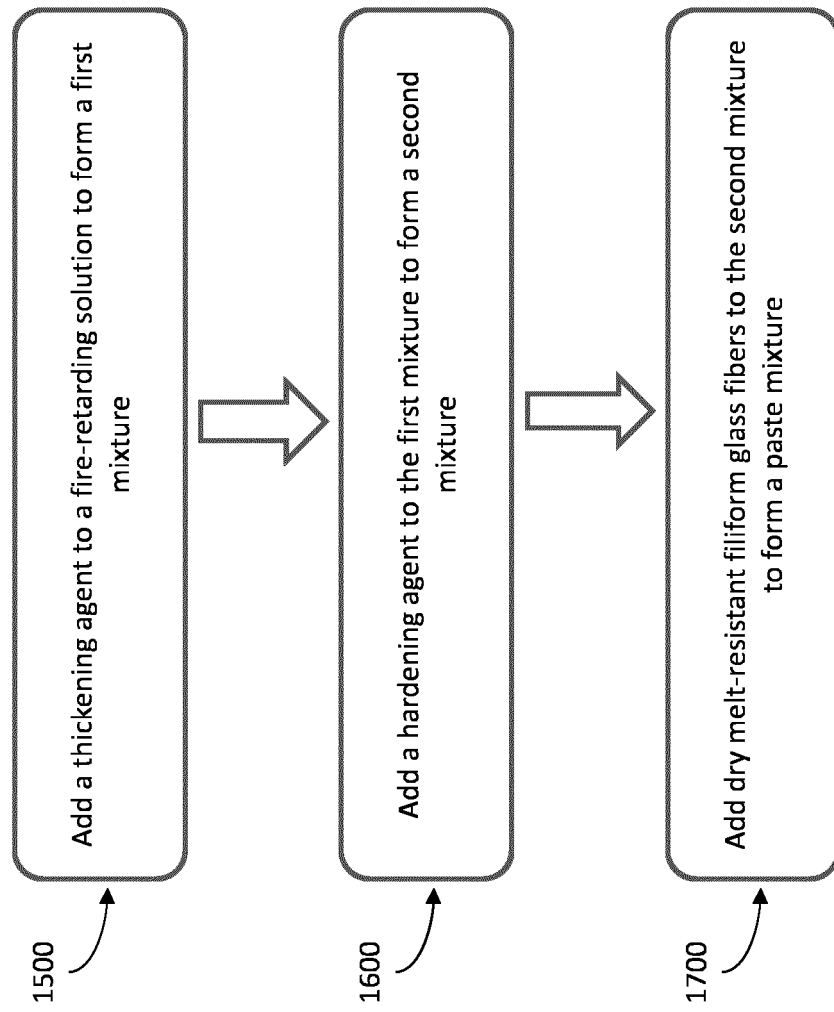 1500
Add a thickening agent to a fire-retarding solution to form a first
mixture
1600
Add a hardening agent to the first mixture to form a second
mixture
1700
Add dry melt-resistant filiform glass fibers to the second mixture
to form a paste mixture